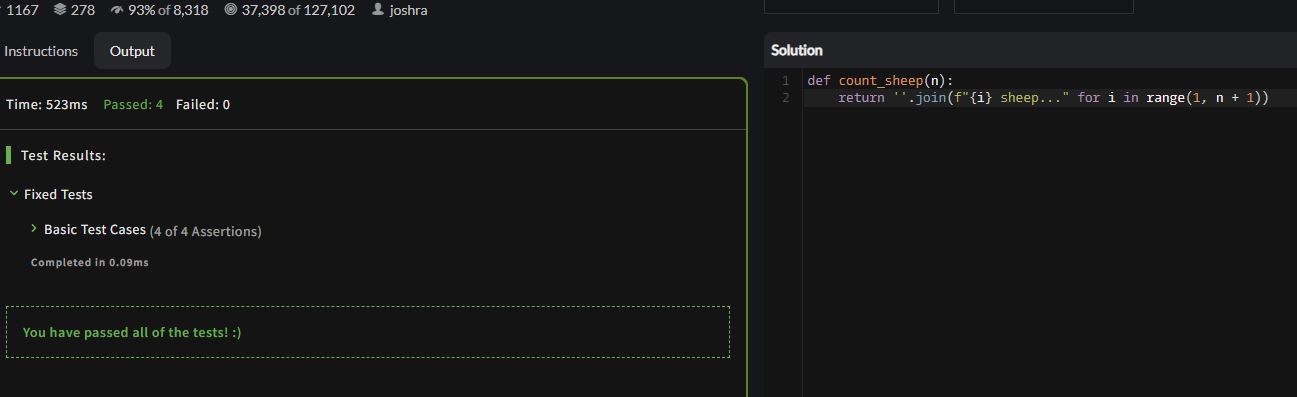 1167 278 93% of 8,318 37,398 of 127,102 joshra
Instructions Output
Time: 523ms Passed: 4 Failed: 0
Test Results:
Fixed Tests
Basic Test Cases (4 of 4 Assertions)
Completed in 0.09ms
You have passed all of the tests! :)
Solution
1 def count_sheep(n):
2     return ''.join(f"{i} sheep..." for i in range(1, n + 1))